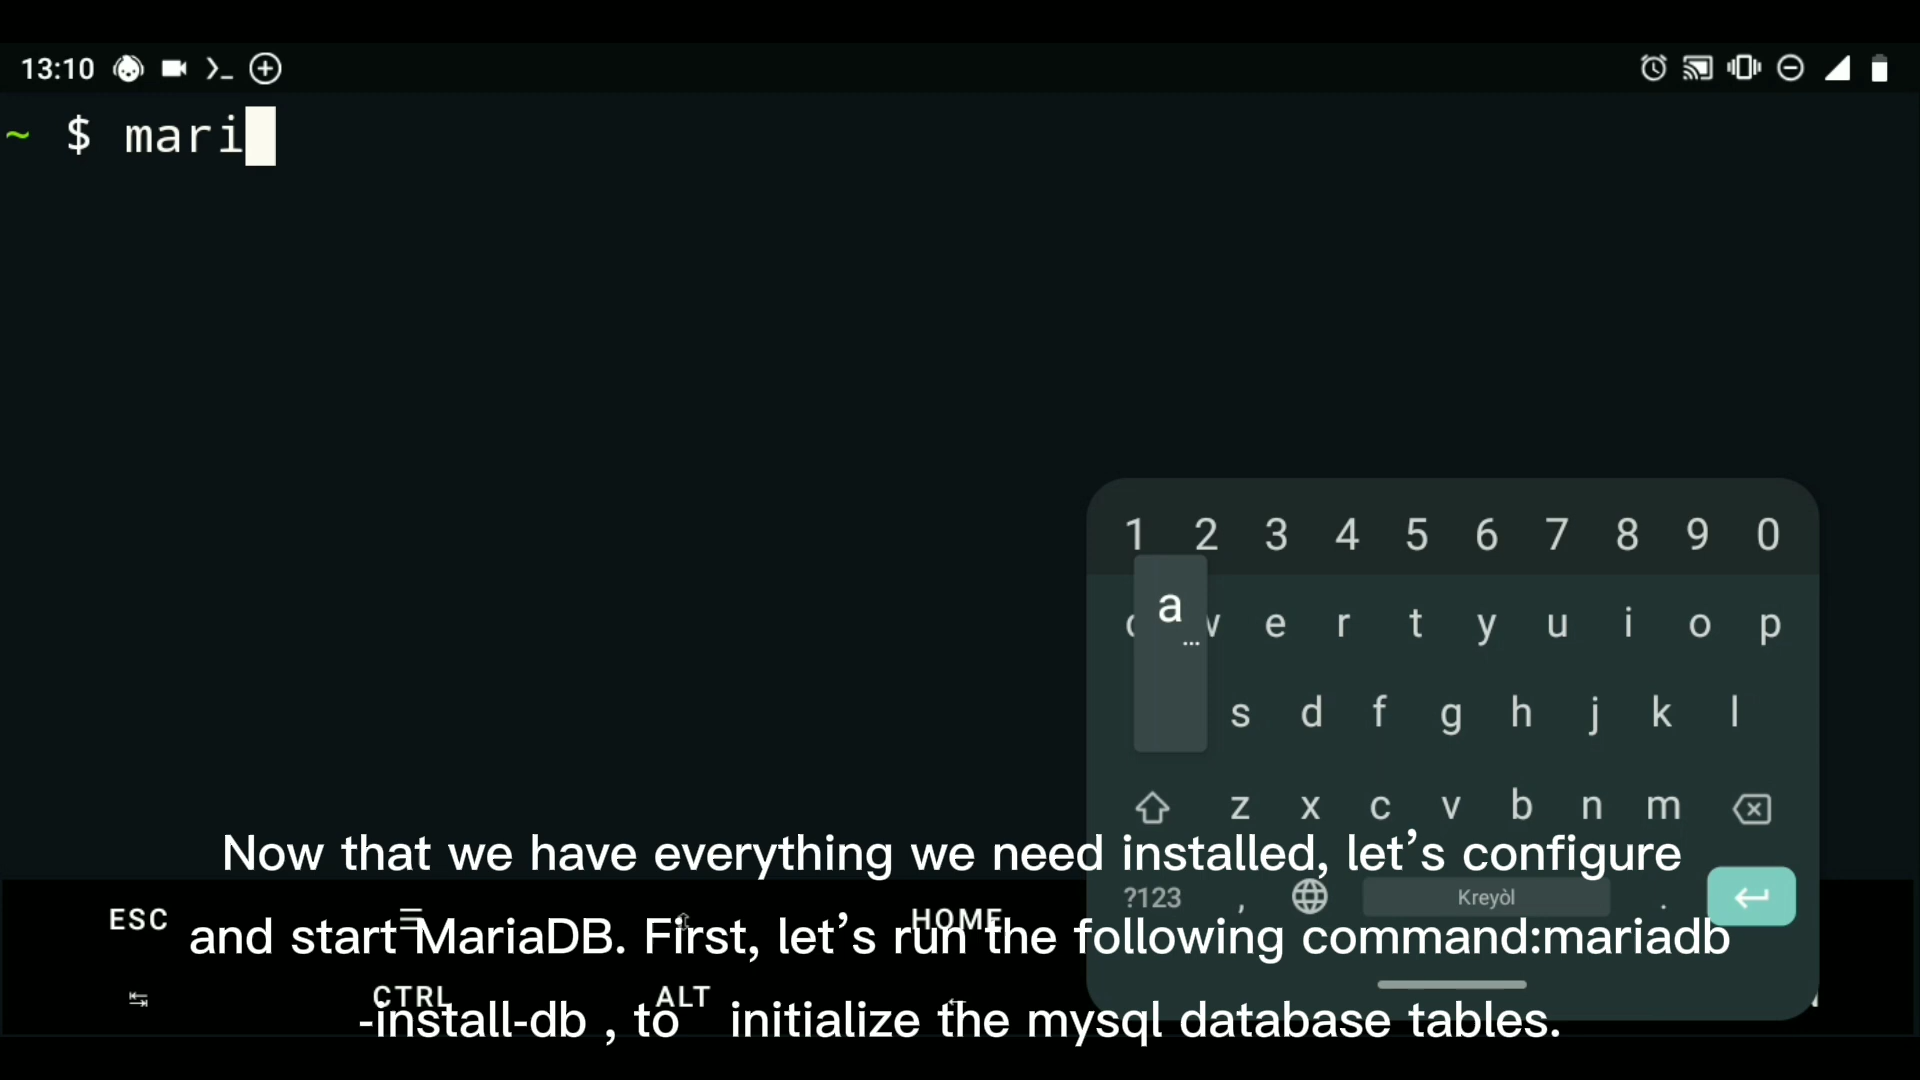 13:10
~ $ mari
1 2 3 4 5 6 7 8 9 0
a
...
w e r t y u i o p
s d f g h j k l
z x c v b n m
Now that we have everything we need installed, let’s configure
?123 , Kreyòl .
ESC HOME
and start MariaDB. First, let’s run the following command:mariadb
CTRL ALT
-install-db , to initialize the mysql database tables.